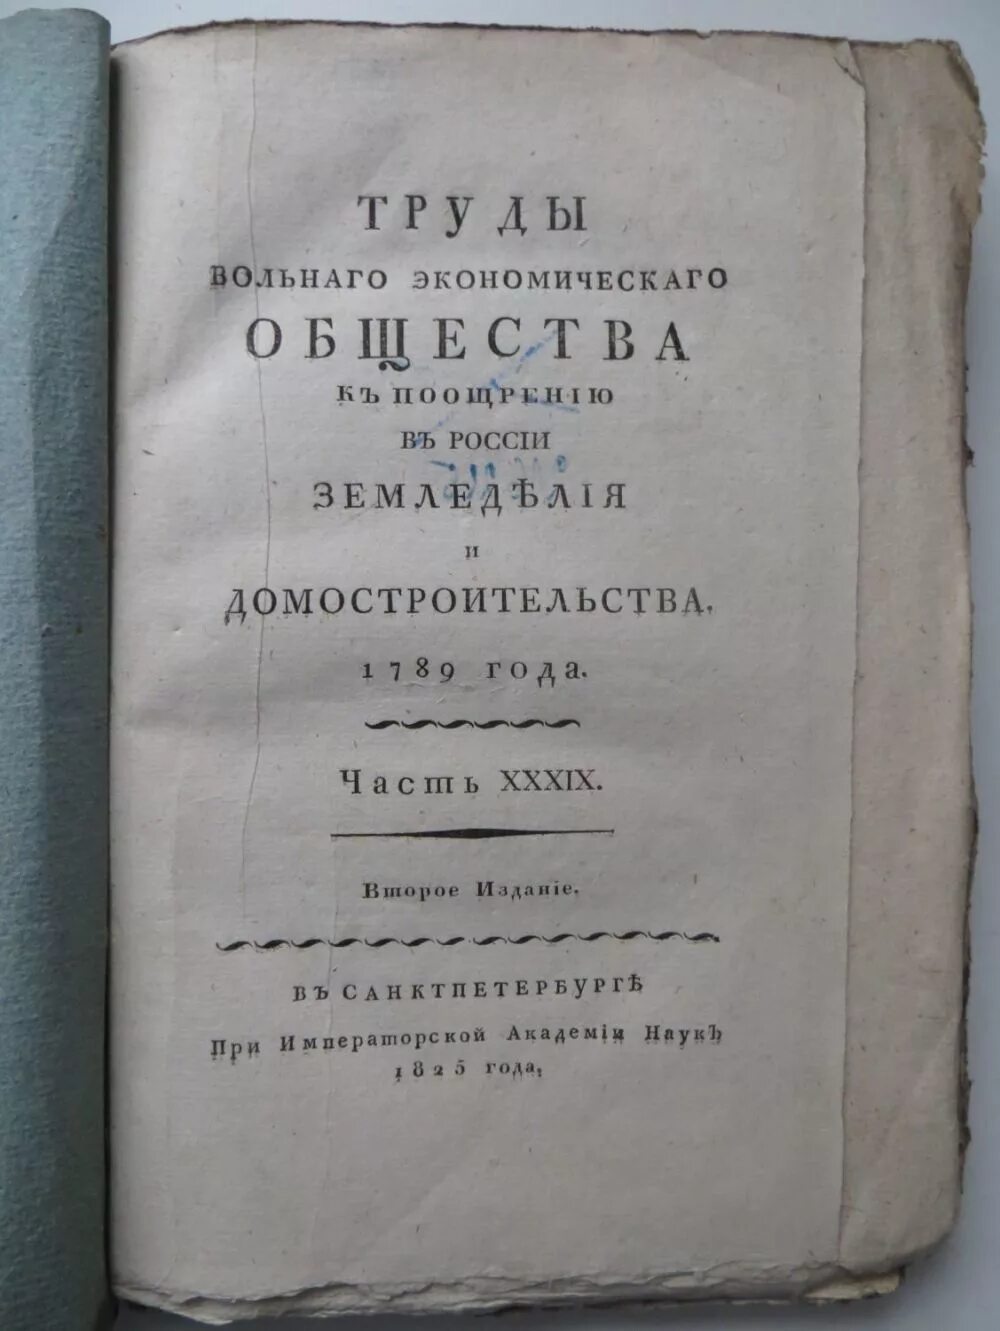 ТРУДЫ
ВОЛЬНАГО ЭКОНОМИЧЕСКАГО
ОБЩЕСТВА
КЪ ПООЩРЕНІЮ
ВЪ РОССІИ
ЗЕМЛЕДѢЛІЯ
И
ДОМОСТРОИТЕЛЬСТВА,
1789 года.
Часть XXXIX.
Второе Изданіе.
ВЪ САНКТПЕТЕРБУРГѢ
При Императорской Академіи Наукъ
1825 года,